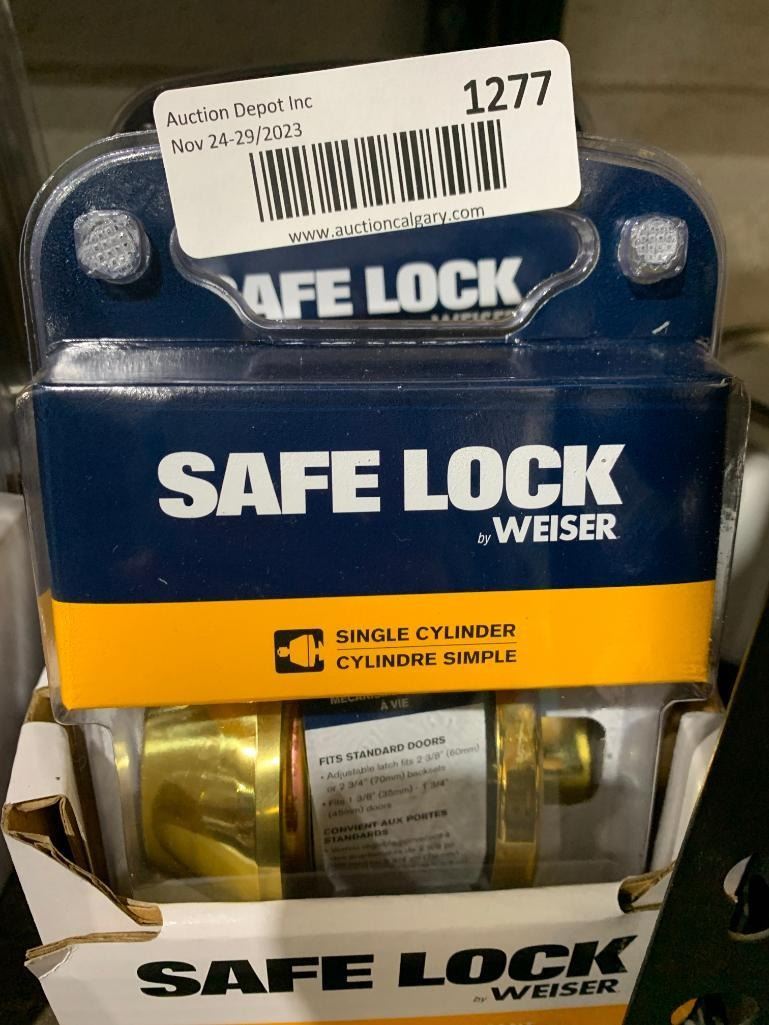 Auction Depot Inc
1277
Nov 24-29/2023
www.auctioncalgary.com
SAFE LOCK
WEISER
SAFE LOCK
by WEISER
SINGLE CYLINDER
CYLINDRE SIMPLE
À VIE
FITS STANDARD DOORS
• Adjustable latch fits 2 3/8" (60mm)
or 2 3/4" (70mm) backsets
• Fits 1 3/8" (35mm) - 1 3/4"
(45mm) doors
CONVIENT AUX PORTES
STANDARDS
SAFE LOCK
by WEISER